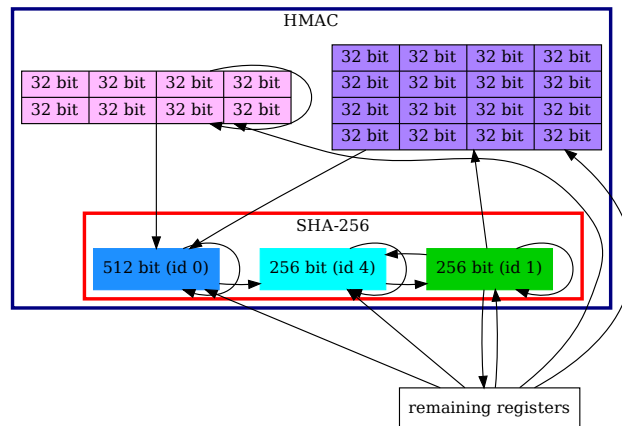 HMAC
32 bit 32 bit 32 bit 32 bit
32 bit 32 bit 32 bit 32 bit
32 bit 32 bit 32 bit 32 bit
32 bit 32 bit 32 bit 32 bit
32 bit 32 bit 32 bit 32 bit
32 bit 32 bit 32 bit 32 bit
SHA-256
512 bit (id 0) 256 bit (id 4) 256 bit (id 1)
remaining registers